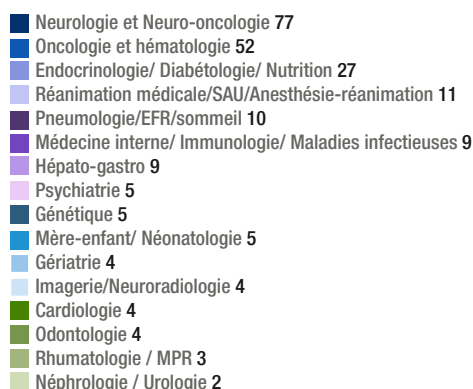 Neurologie et Neuro-oncologie 77
Oncologie et hématologie 52
Endocrinologie/ Diabétologie/ Nutrition 27
Réanimation médicale/SAU/Anesthésie-réanimation 11
Pneumologie/EFR/sommeil 10
Médecine interne/ Immunologie/ Maladies infectieuses 9
Hépato-gastro 9
Psychiatrie 5
Génétique 5
Mère-enfant/ Néonatologie 5
Gériatrie 4
Imagerie/Neuroradiologie 4
Cardiologie 4
Odontologie 4
Rhumatologie / MPR 3
Néphrologie / Urologie 2